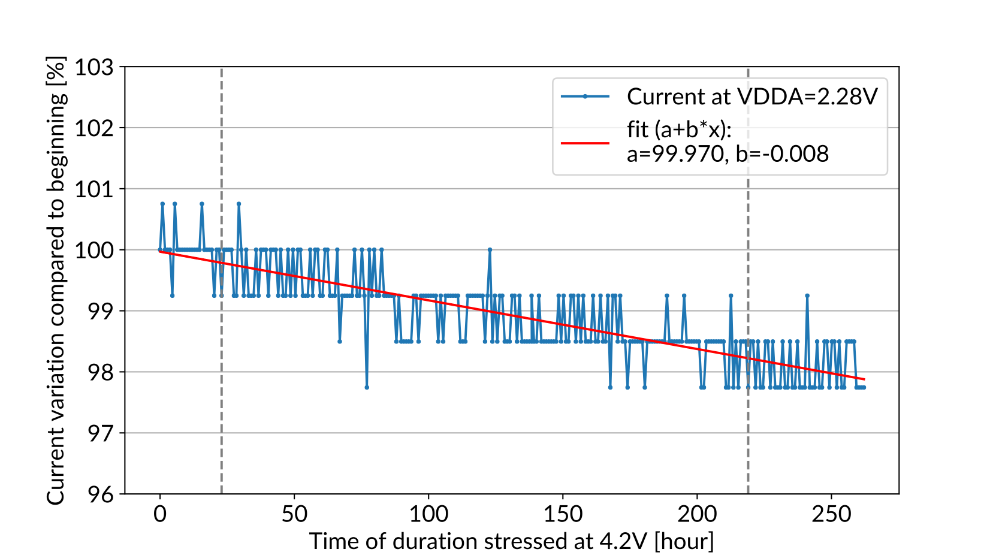 Current variation compared to beginning [%]
103
102
101
100
99
98
97
96
Current at VDDA=2.28V
fit (a+b*x):
a=99.970, b=-0.008
0 50 100 150 200 250
Time of duration stressed at 4.2V [hour]